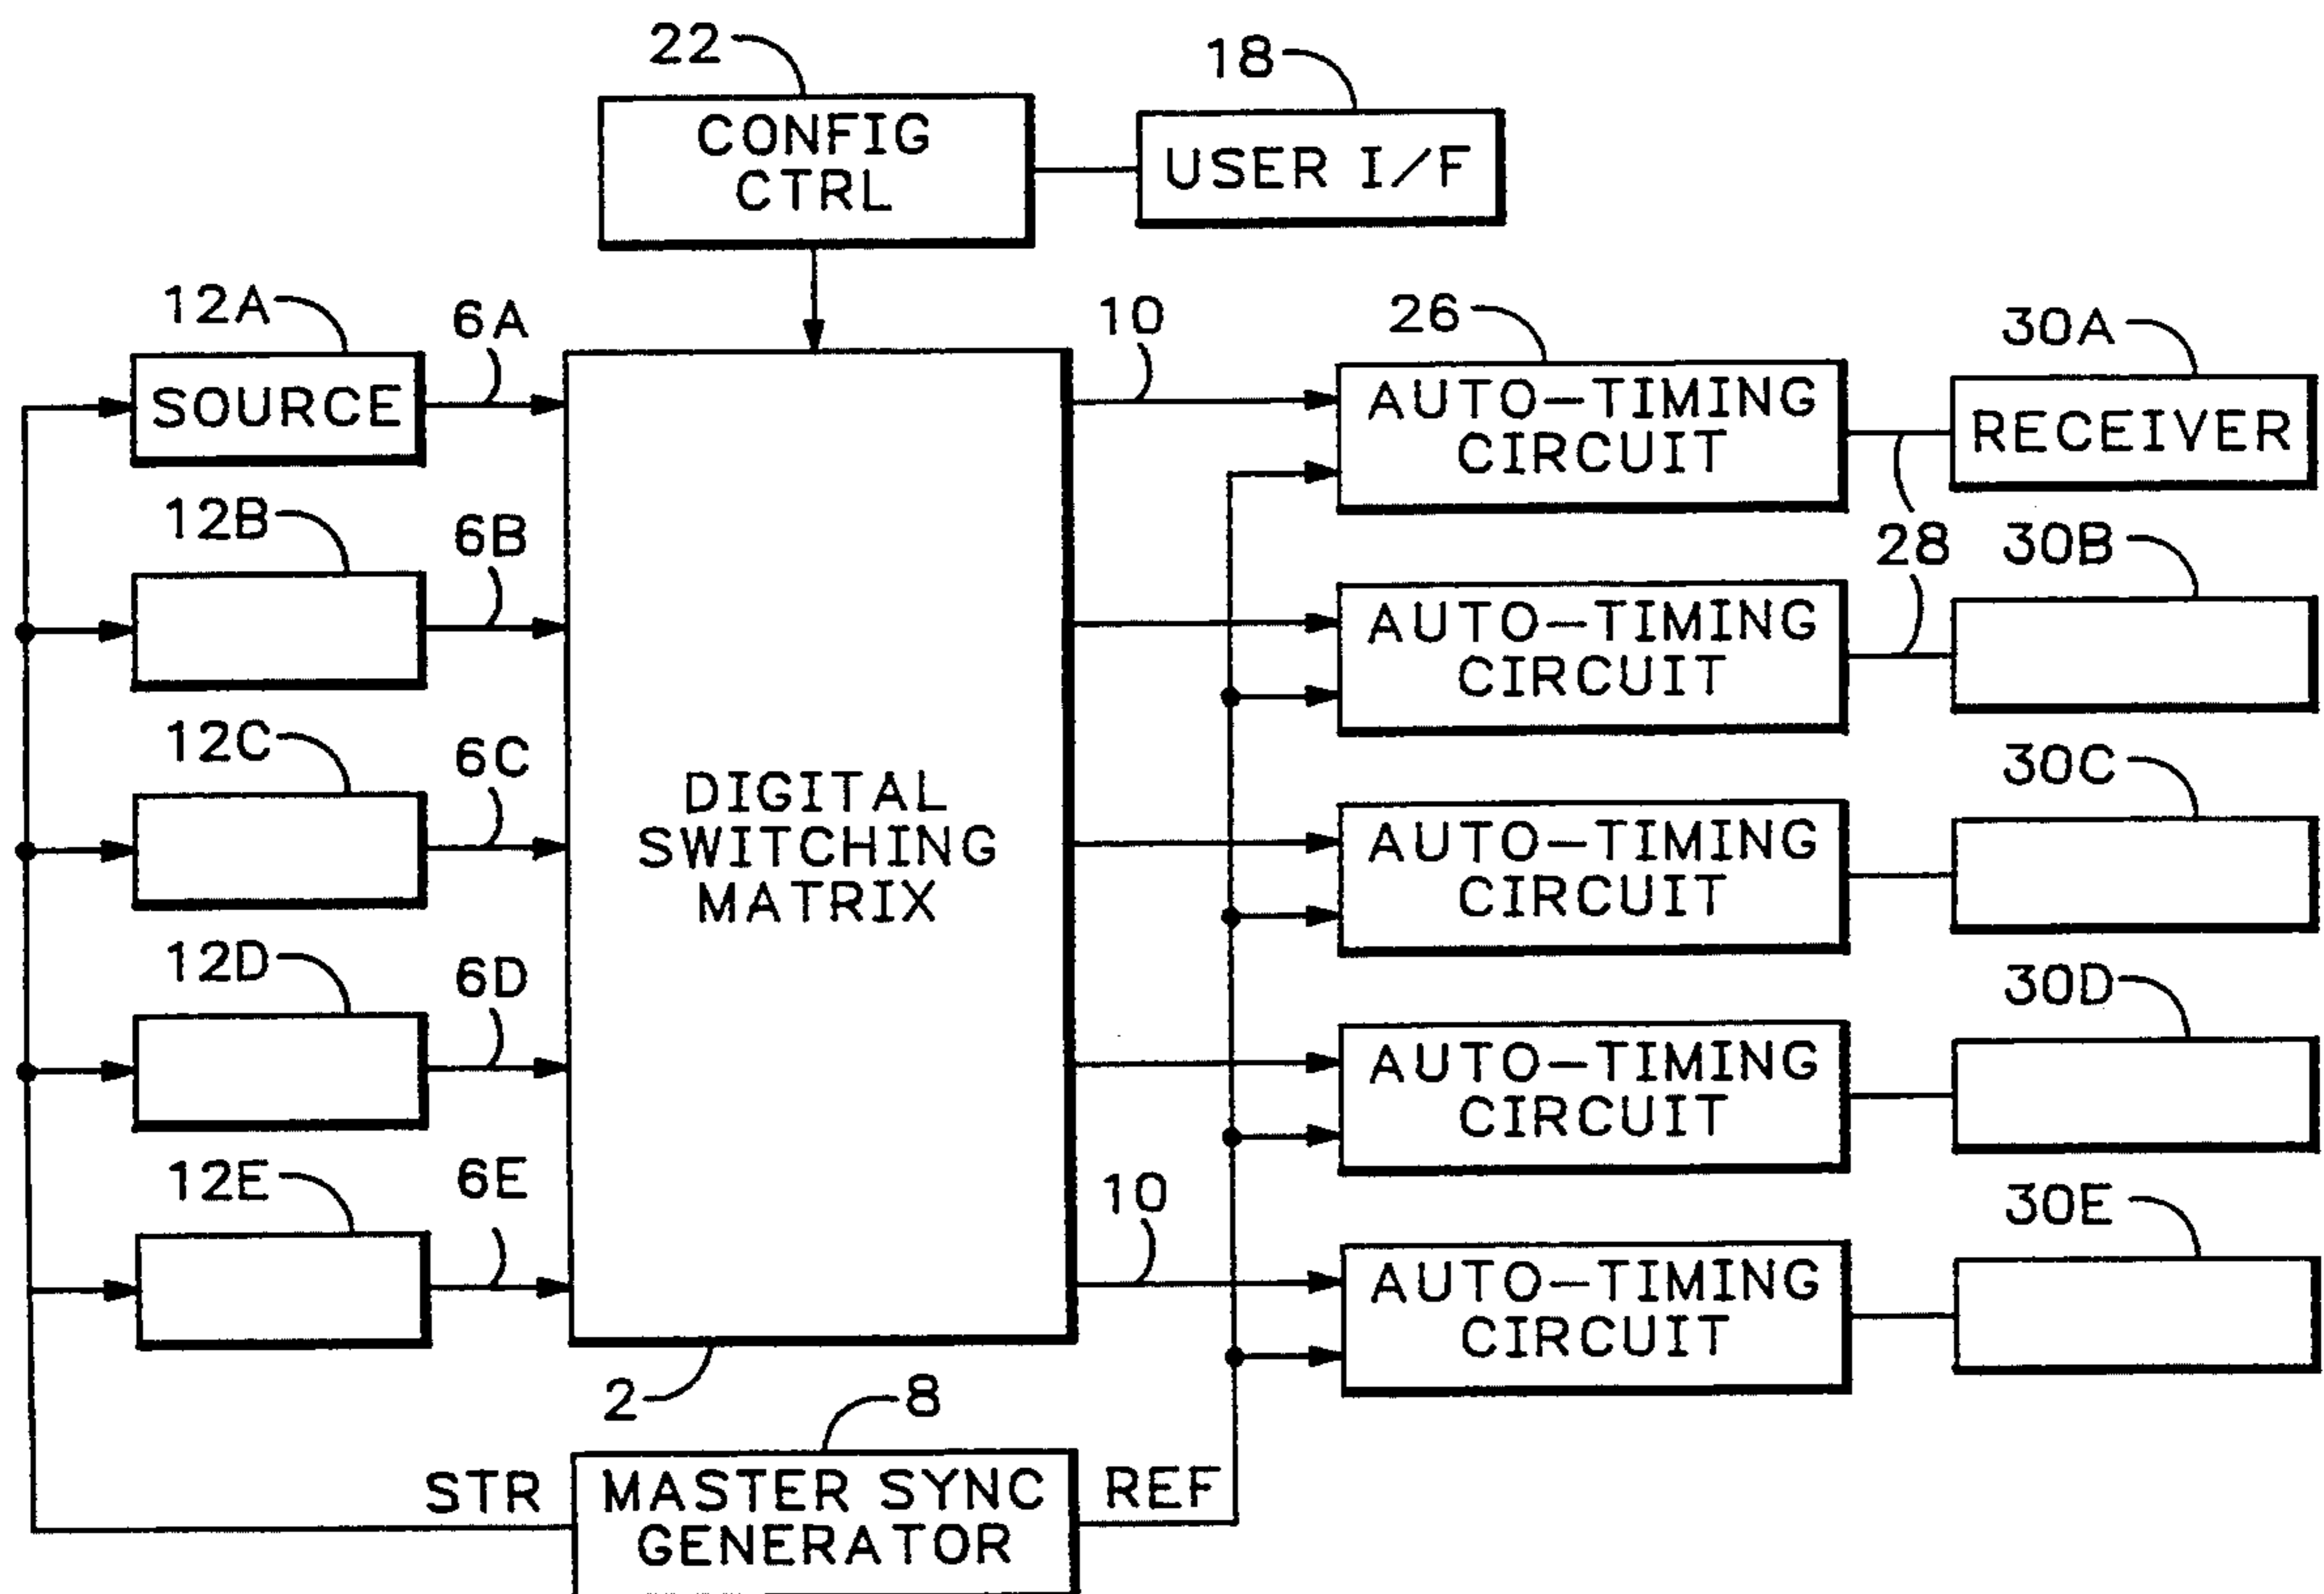 22
18
CONFIG
CTRL
USER I/F
12A
6A
10
26
30A
SOURCE
AUTO-TIMING
CIRCUIT
RECEIVER
12B
6B
28
30B
AUTO-TIMING
CIRCUIT
12C
6C
30C
DIGITAL
SWITCHING
MATRIX
AUTO-TIMING
CIRCUIT
12D
6D
30D
AUTO-TIMING
CIRCUIT
12E
6E
10
30E
AUTO-TIMING
CIRCUIT
2
8
STR
MASTER SYNC
GENERATOR
REF